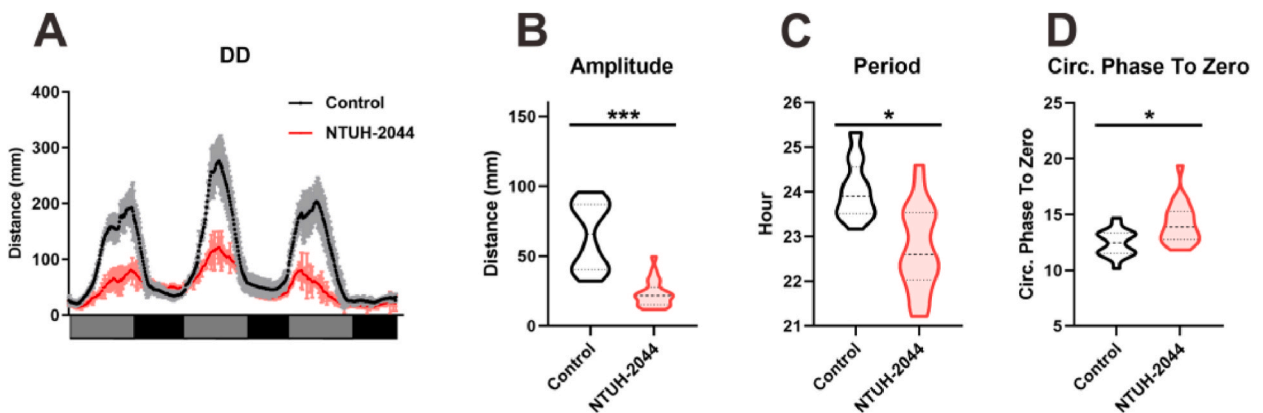 A
DD
400
300
200
100
0
Distance (mm)
Control
NTUH-2044
B
Amplitude
***
150
100
50
0
Distance (mm)
Control
NTUH-2044
C
Period
*
26
25
24
23
22
21
Hour
Control
NTUH-2044
D
Circ. Phase To Zero
*
25
20
15
10
5
Circ. Phase To Zero
Control
NTUH-2044